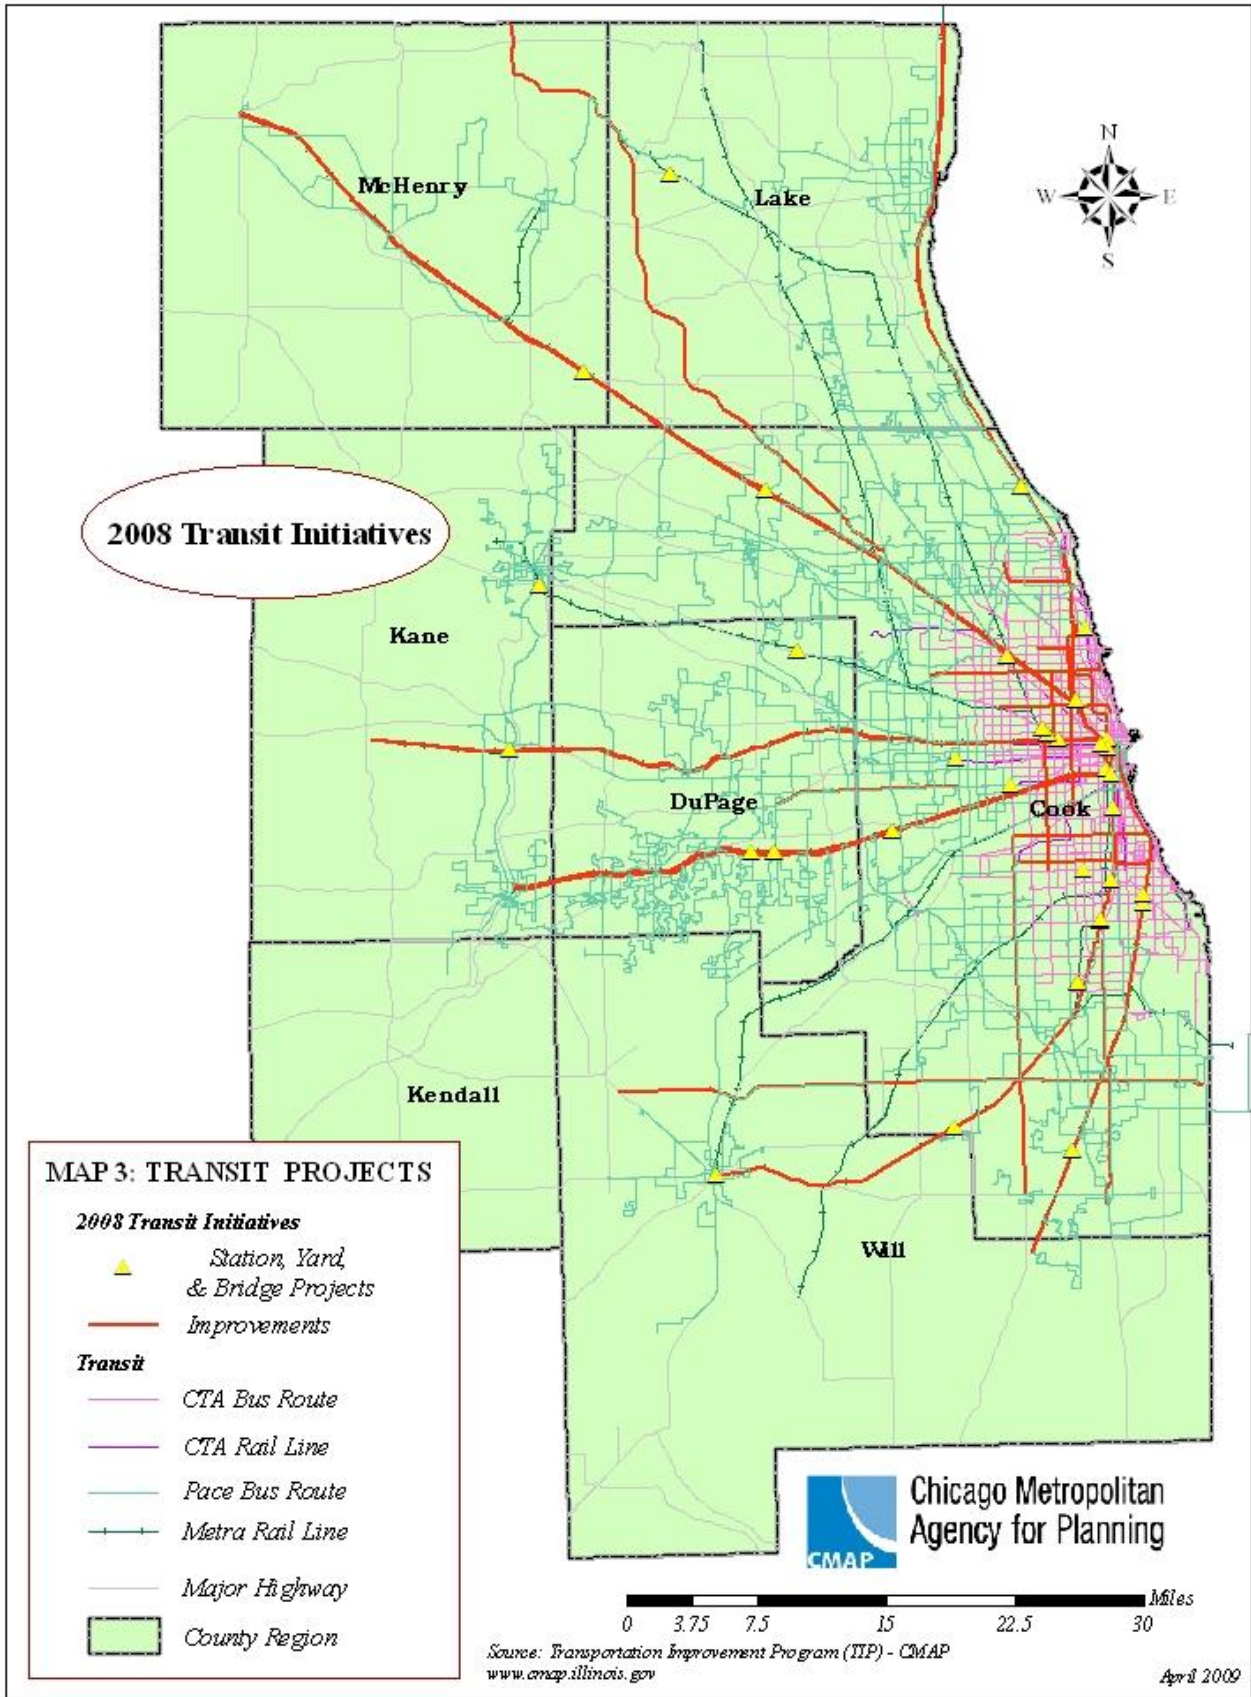 N
W
E
S
McHenry
Lake
2008 Transit Initiatives
Kane
DuPage
Cook
Kendall
Will
MAP 3: TRANSIT PROJECTS
2008 Transit Initiatives
Station, Yard,
& Bridge Projects
Improvements
Transit
CTA Bus Route
CTA Rail Line
Pace Bus Route
Metra Rail Line
Major Highway
County Region
CMAP
Chicago Metropolitan
Agency for Planning
Miles
0 3.75 7.5 15 22.5 30
Source: Transportation Improvement Program (TIP) - CMAP
www.cmap.illinois.gov
April 2009